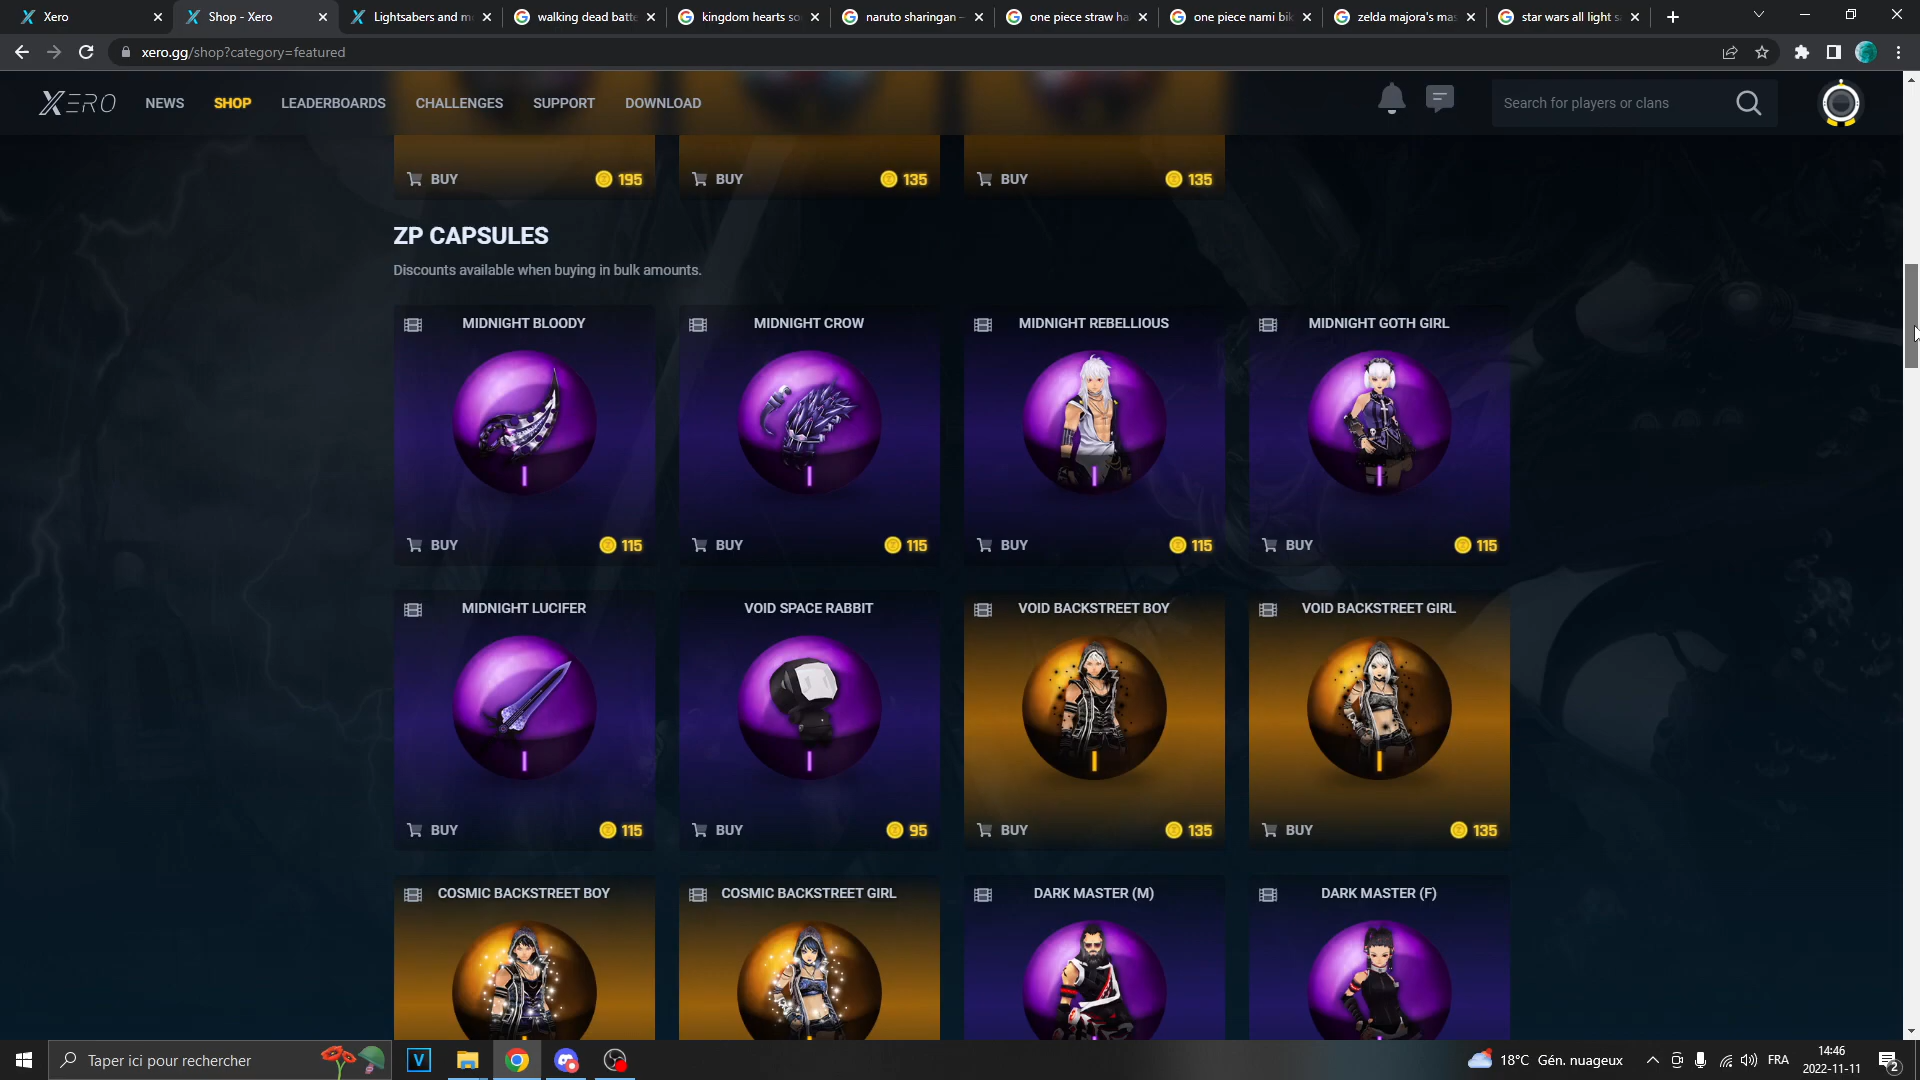 Xero
Shop - Xero
Lightsabers and m
walking dead batt
kingdom hearts so
naruto sharingan -
one piece straw ha
one piece nami bik
zelda majora's mas
star wars all light s
xero.gg/shop?category=featured
XERO
NEWS
SHOP
LEADERBOARDS
CHALLENGES
SUPPORT
DOWNLOAD
Search for players or clans
BUY 195
BUY 135
BUY 135
ZP CAPSULES
Discounts available when buying in bulk amounts.
MIDNIGHT BLOODY
MIDNIGHT CROW
MIDNIGHT REBELLIOUS
MIDNIGHT GOTH GIRL
BUY 115
BUY 115
BUY 115
BUY 115
MIDNIGHT LUCIFER
VOID SPACE RABBIT
VOID BACKSTREET BOY
VOID BACKSTREET GIRL
BUY 115
BUY 95
BUY 135
BUY 135
COSMIC BACKSTREET BOY
COSMIC BACKSTREET GIRL
DARK MASTER (M)
DARK MASTER (F)
Taper ici pour rechercher
V
18°C Gén. nuageux
FRA
14:46
2022-11-11
2